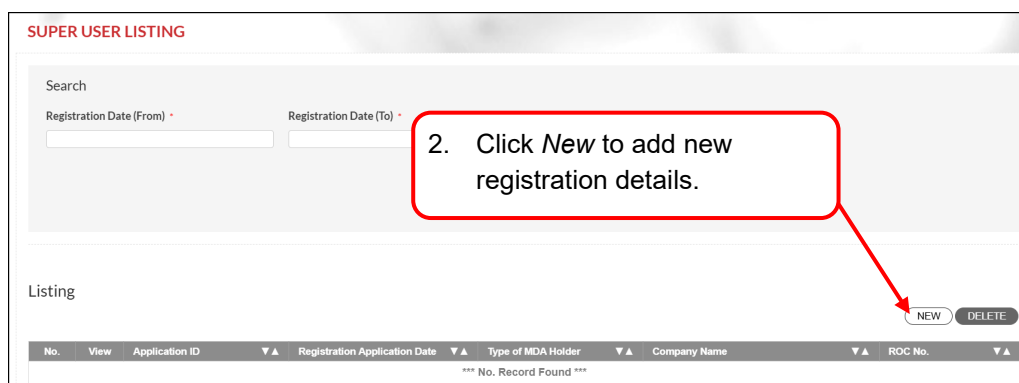 SUPER USER LISTING
Search
Registration Date (From) *
Registration Date (To) *
2. Click New to add new
registration details.
Listing
NEW
DELETE
No. View Application ID ▼▲ Registration Application Date ▼▲ Type of MDA Holder ▼▲ Company Name ▼▲ ROC No. ▼▲
*** No. Record Found ***